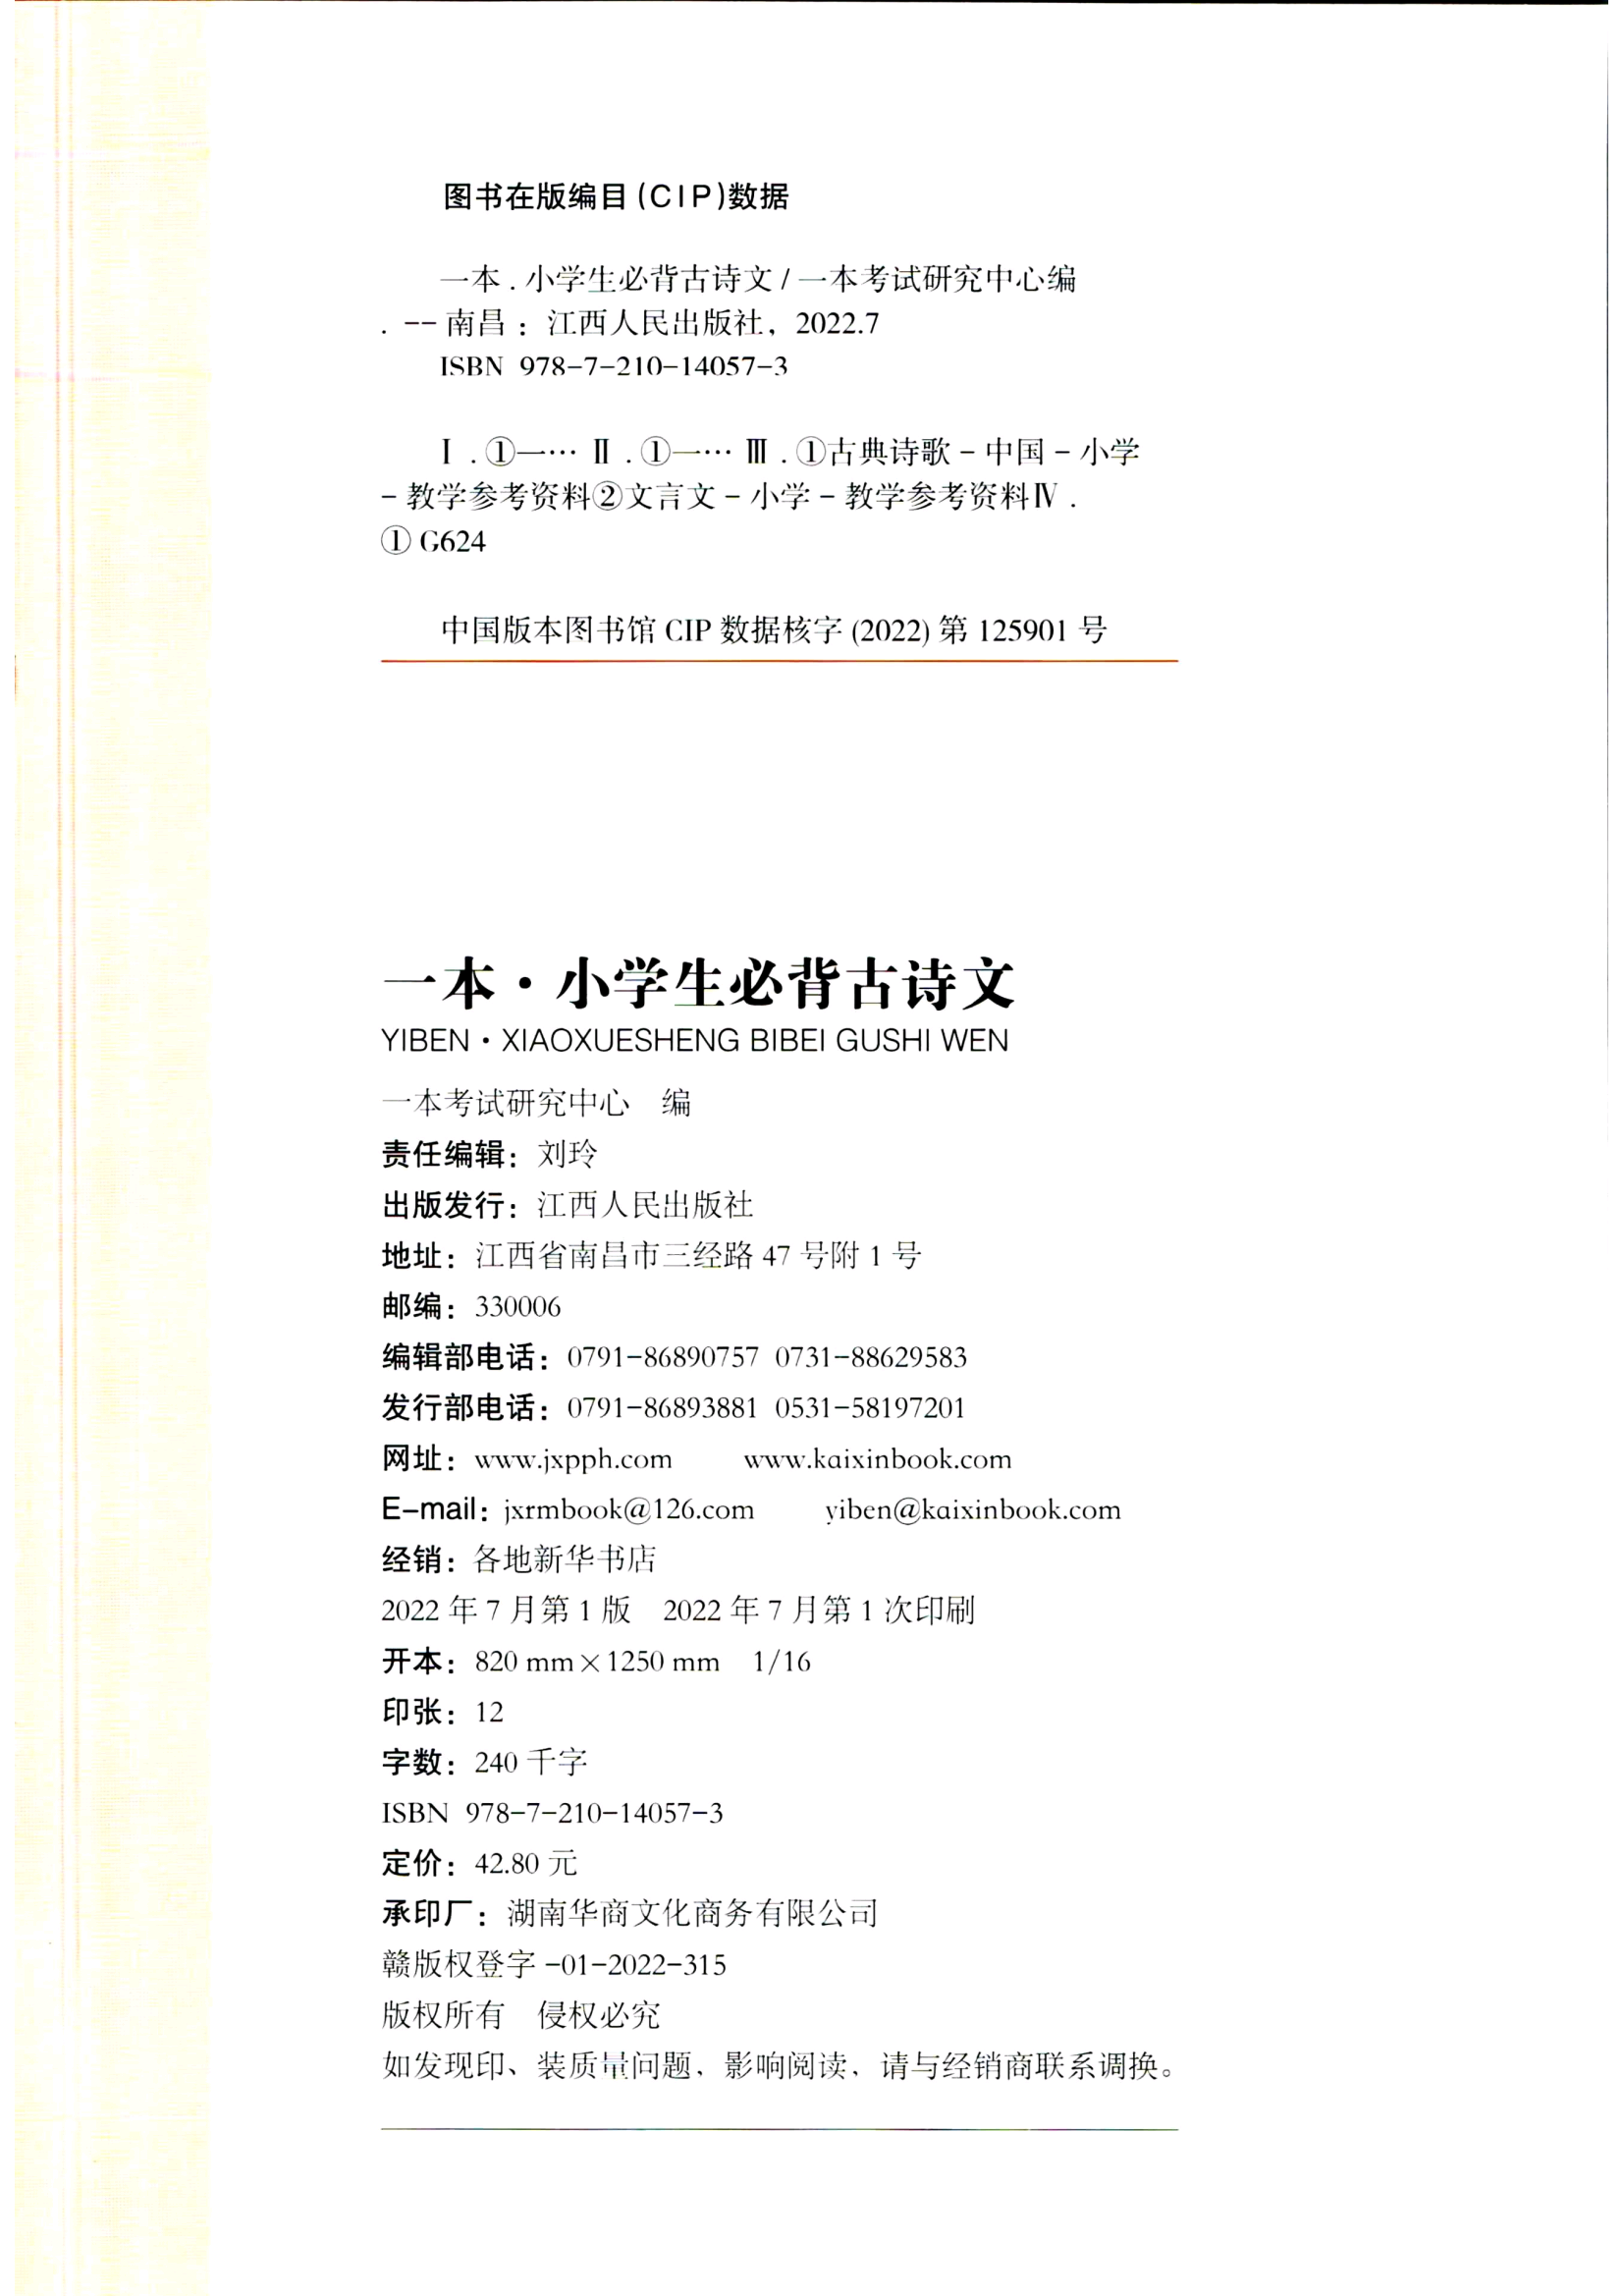 图书在版编目(CIP)数据
一本 . 小学生必背古诗文 / 一本考试研究中心编
. -- 南昌 : 江西人民出版社, 2022.7
ISBN 978-7-210-14057-3
Ⅰ . ①一… Ⅱ . ①一… Ⅲ . ①古典诗歌 - 中国 - 小学
- 教学参考资料②文言文 - 小学 - 教学参考资料Ⅳ .
① G624
中国版本图书馆 CIP 数据核字 (2022) 第 125901 号
一本·小学生必背古诗文
YIBEN·XIAOXUESHENG BIBEI GUSHI WEN
一本考试研究中心 编
责任编辑：刘玲
出版发行：江西人民出版社
地址：江西省南昌市三经路 47 号附 1 号
邮编：330006
编辑部电话：0791-86890757 0731-88629583
发行部电话：0791-86893881 0531-58197201
网址：www.jxpph.com www.kaixinbook.com
E-mail：jxrmbook@126.com yiben@kaixinbook.com
经销：各地新华书店
2022 年 7 月第 1 版 2022 年 7 月第 1 次印刷
开本：820 mm×1250 mm 1/16
印张：12
字数：240 千字
ISBN 978-7-210-14057-3
定价：42.80 元
承印厂：湖南华商文化商务有限公司
赣版权登字 -01-2022-315
版权所有 侵权必究
如发现印、装质量问题，影响阅读，请与经销商联系调换。